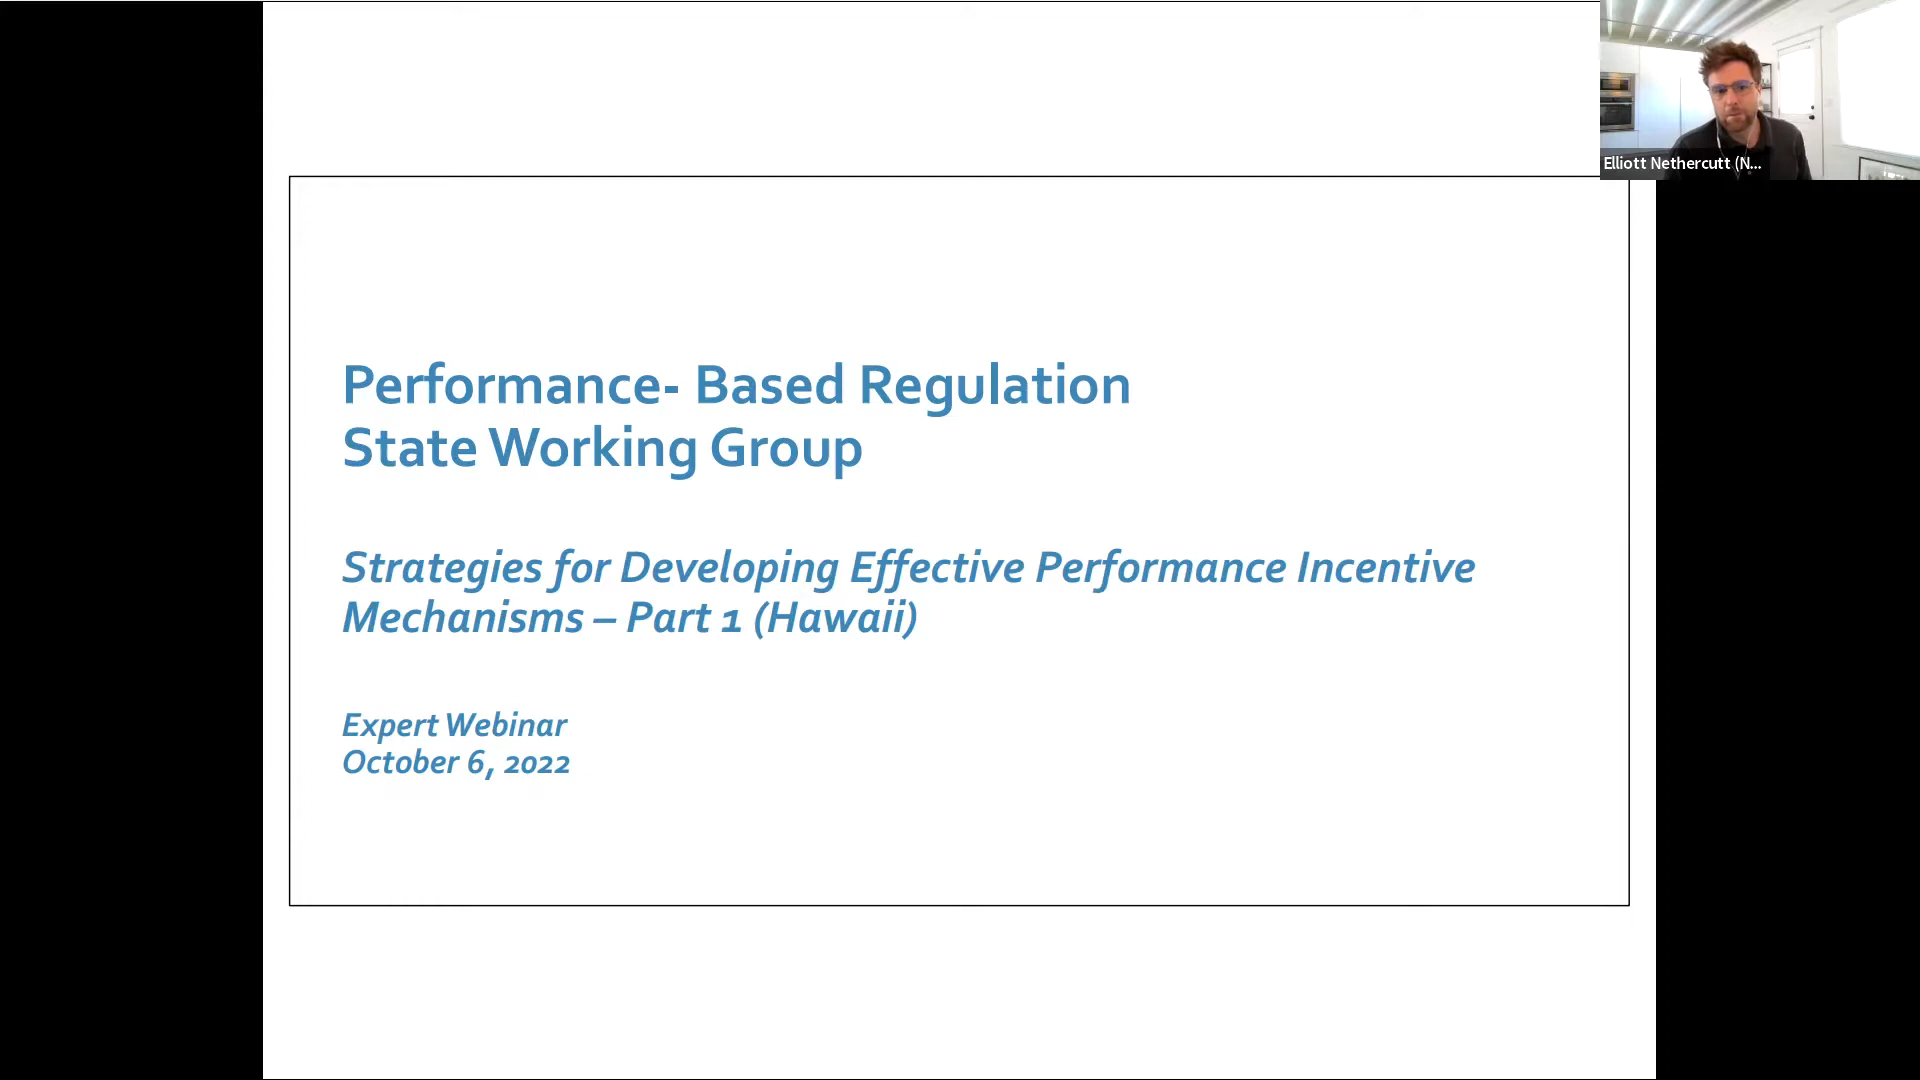 Elliott Nethercutt (N...
Performance- Based Regulation
State Working Group
Strategies for Developing Effective Performance Incentive
Mechanisms – Part 1 (Hawaii)
Expert Webinar
October 6, 2022